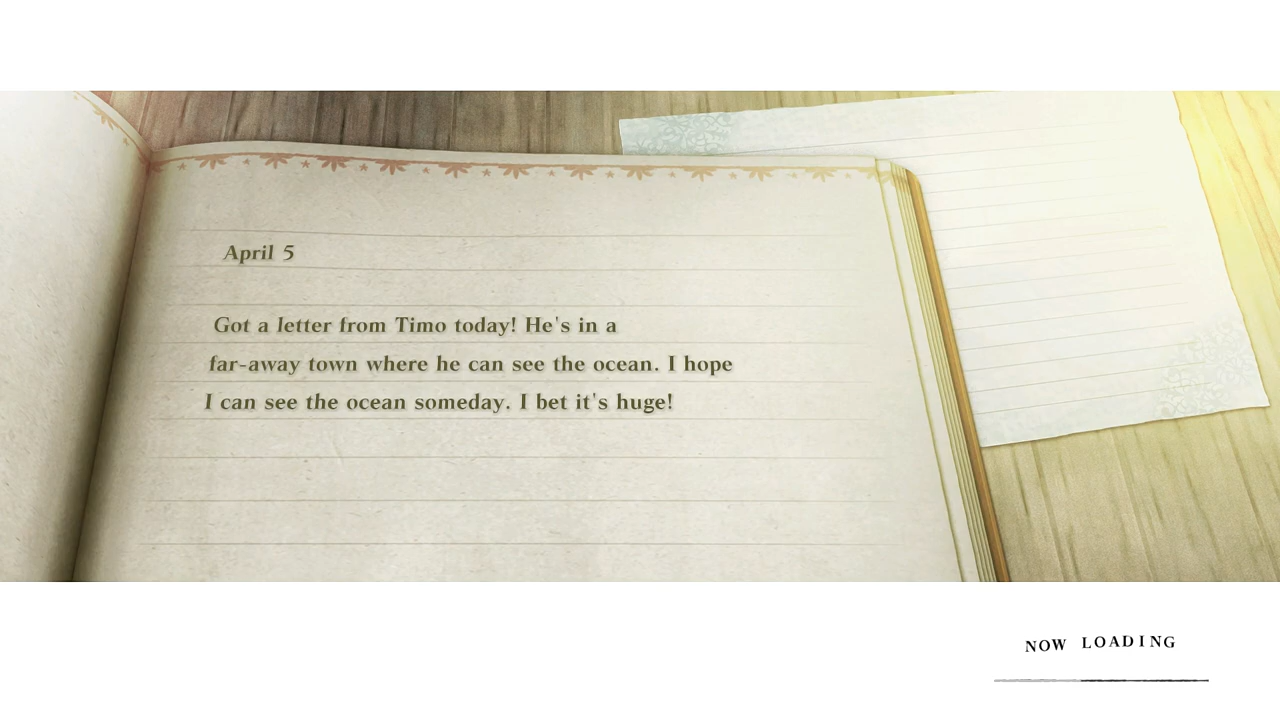 April 5
Got a letter from Timo today! He's in a
far-away town where he can see the ocean. I hope
I can see the ocean someday. I bet it's huge!
NOW LOADING